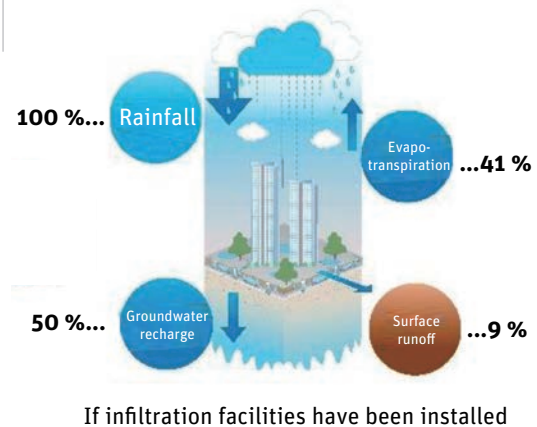 100 %... Rainfall
Evapo-
transpiration ...41 %
50 %... Groundwater
recharge
Surface
runoff ...9 %
If infiltration facilities have been installed